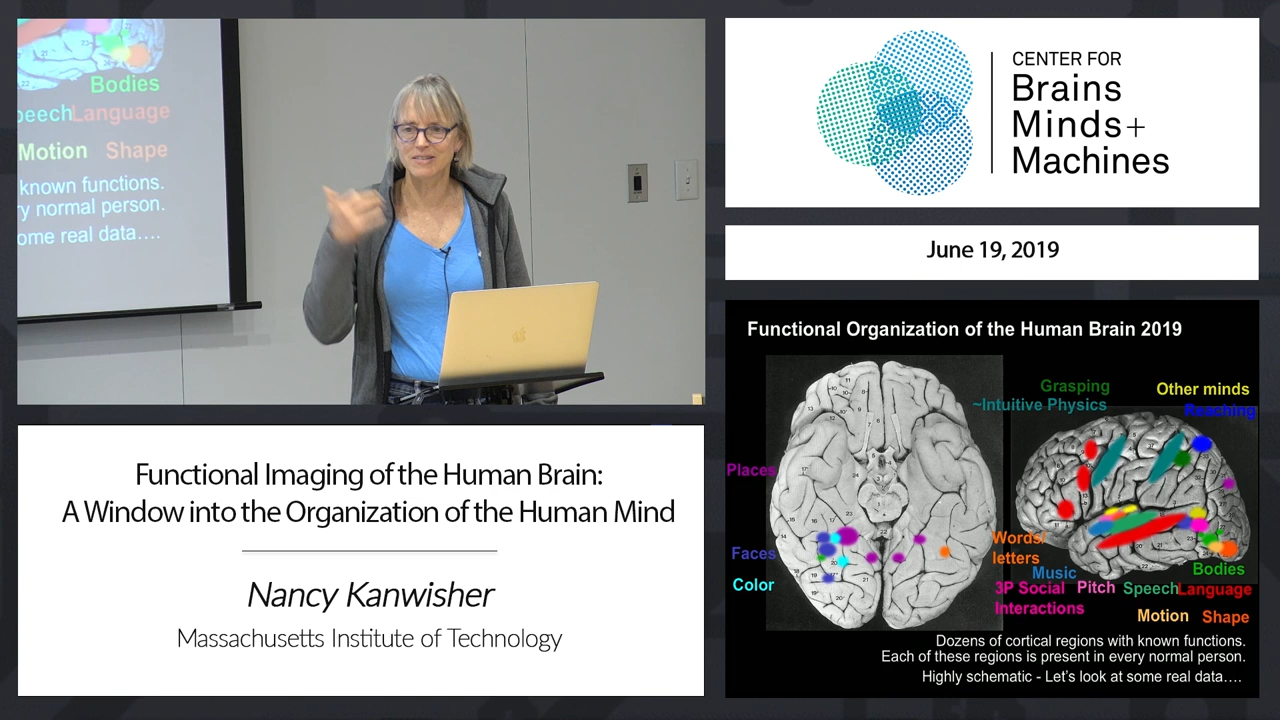 Bodies
peech Language
Motion Shape
known functions.
ry normal person.
ome real data....
CENTER FOR
Brains
Minds+
Machines
June 19, 2019
Functional Imaging of the Human Brain:
A Window into the Organization of the Human Mind
Nancy Kanwisher
Massachusetts Institute of Technology
Functional Organization of the Human Brain 2019
Grasping
Other minds
~Intuitive Physics
Reaching
Places
Words/
letters
Faces
Music
Bodies
Color
3P Social
Interactions
Pitch
Speech
Language
Motion
Shape
Dozens of cortical regions with known functions.
Each of these regions is present in every normal person.
Highly schematic - Let's look at some real data....